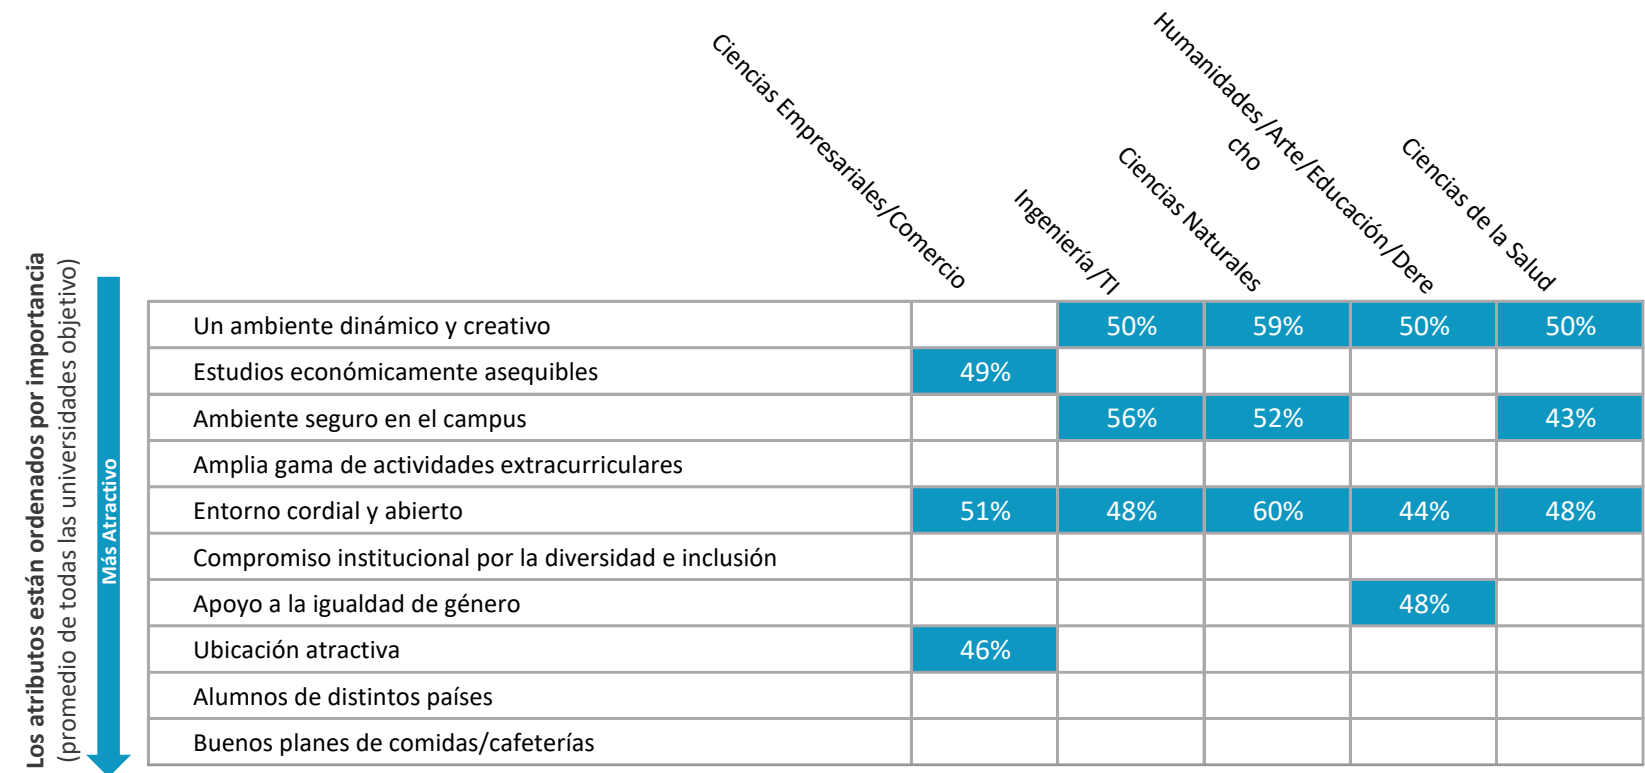 Ciencias Empresariales/Comercio
Ingeniería/TI
Ciencias Naturales
Humanidades/Arte/Educación/Dere
cho
Ciencias de la Salud
Los atributos están ordenados por importancia
(promedio de todas las universidades objetivo)
Más Atractivo
Un ambiente dinámico y creativo 50% 59% 50% 50%
Estudios económicamente asequibles 49%
Ambiente seguro en el campus 56% 52% 43%
Amplia gama de actividades extracurriculares
Entorno cordial y abierto 51% 48% 60% 44% 48%
Compromiso institucional por la diversidad e inclusión
Apoyo a la igualdad de género 48%
Ubicación atractiva 46%
Alumnos de distintos países
Buenos planes de comidas/cafeterías